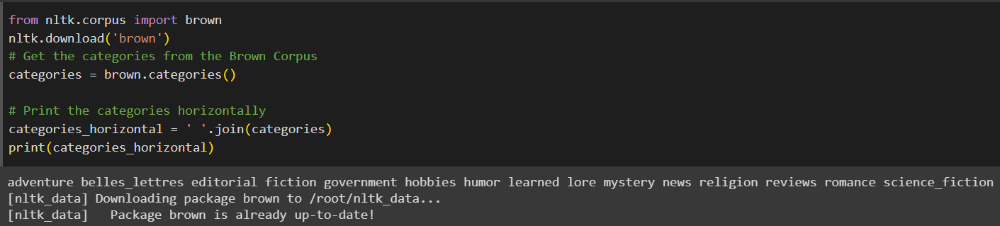 from nltk.corpus import brown
nltk.download('brown')
# Get the categories from the Brown Corpus
categories = brown.categories()
# Print the categories horizontally
categories_horizontal = ' '.join(categories)
print(categories_horizontal)
adventure belles_lettres editorial fiction government hobbies humor learned lore mystery news religion reviews romance science_fiction
[nltk_data] Downloading package brown to /root/nltk_data...
[nltk_data]   Package brown is already up-to-date!